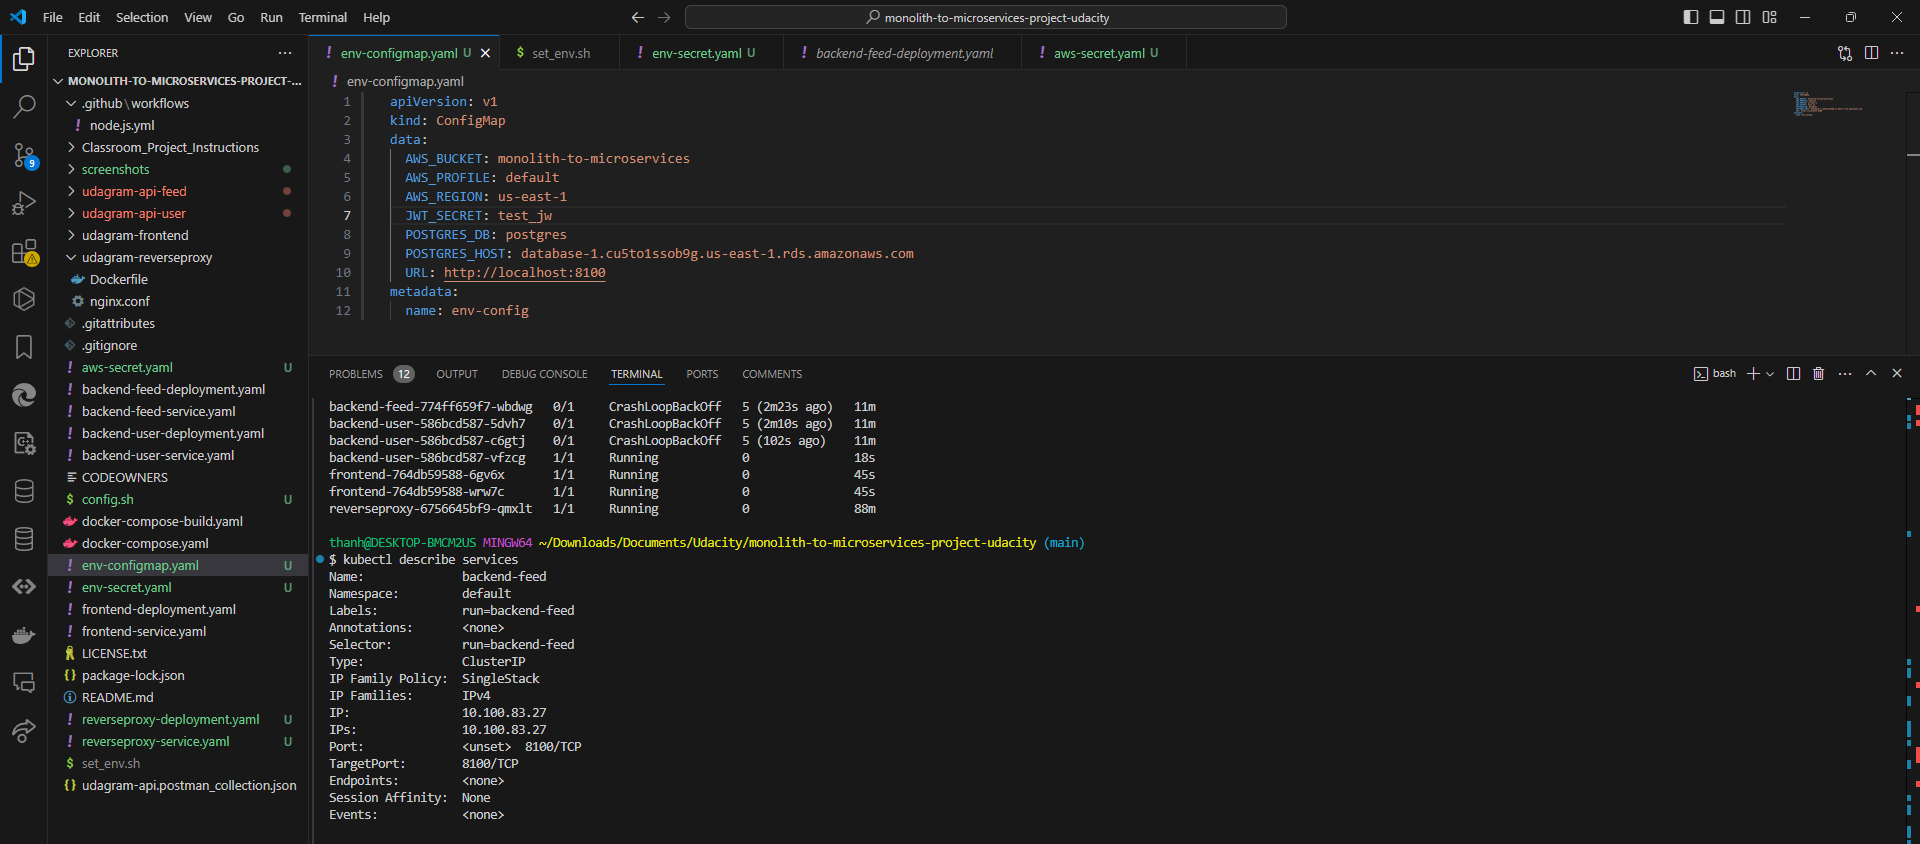 File Edit Selection View Go Run Terminal Help
monolith-to-microservices-project-udacity
EXPLORER
MONOLITH-TO-MICROSERVICES-PROJECT-...
.github\workflows
node.js.yml
Classroom_Project_Instructions
screenshots
udagram-api-feed
udagram-api-user
udagram-frontend
udagram-reverseproxy
Dockerfile
nginx.conf
.gitattributes
.gitignore
aws-secret.yaml U
backend-feed-deployment.yaml
backend-feed-service.yaml
backend-user-deployment.yaml
backend-user-service.yaml
CODEOWNERS
config.sh U
docker-compose-build.yaml
docker-compose.yaml
env-configmap.yaml U
env-secret.yaml U
frontend-deployment.yaml
frontend-service.yaml
LICENSE.txt
package-lock.json
README.md
reverseproxy-deployment.yaml U
reverseproxy-service.yaml U
set_env.sh
udagram-api.postman_collection.json
9
env-configmap.yaml U
set_env.sh
env-secret.yaml U
backend-feed-deployment.yaml
aws-secret.yaml U
env-configmap.yaml
1 apiVersion: v1
2 kind: ConfigMap
3 data:
4 AWS_BUCKET: monolith-to-microservices
5 AWS_PROFILE: default
6 AWS_REGION: us-east-1
7 JWT_SECRET: test_jw
8 POSTGRES_DB: postgres
9 POSTGRES_HOST: database-1.cu5to1ssob9g.us-east-1.rds.amazonaws.com
10 URL: http://localhost:8100
11 metadata:
12 name: env-config
PROBLEMS 12 OUTPUT DEBUG CONSOLE TERMINAL PORTS COMMENTS
bash
backend-feed-774ff659f7-wbdwg 0/1 CrashLoopBackOff 5 (2m23s ago) 11m
backend-user-586bcd587-5dvh7 0/1 CrashLoopBackOff 5 (2m10s ago) 11m
backend-user-586bcd587-c6gtj 0/1 CrashLoopBackOff 5 (102s ago) 11m
backend-user-586bcd587-vfzcg 1/1 Running 0 18s
frontend-764db59588-6gv6x 1/1 Running 0 45s
frontend-764db59588-wrw7c 1/1 Running 0 45s
reverseproxy-6756645bf9-qmxlt 1/1 Running 0 88m
thanh@DESKTOP-BMCM2US MINGW64 ~/Downloads/Documents/Udacity/monolith-to-microservices-project-udacity (main)
$ kubectl describe services
Name: backend-feed
Namespace: default
Labels: run=backend-feed
Annotations: <none>
Selector: run=backend-feed
Type: ClusterIP
IP Family Policy: SingleStack
IP Families: IPv4
IP: 10.100.83.27
IPs: 10.100.83.27
Port: <unset> 8100/TCP
TargetPort: 8100/TCP
Endpoints: <none>
Session Affinity: None
Events: <none>